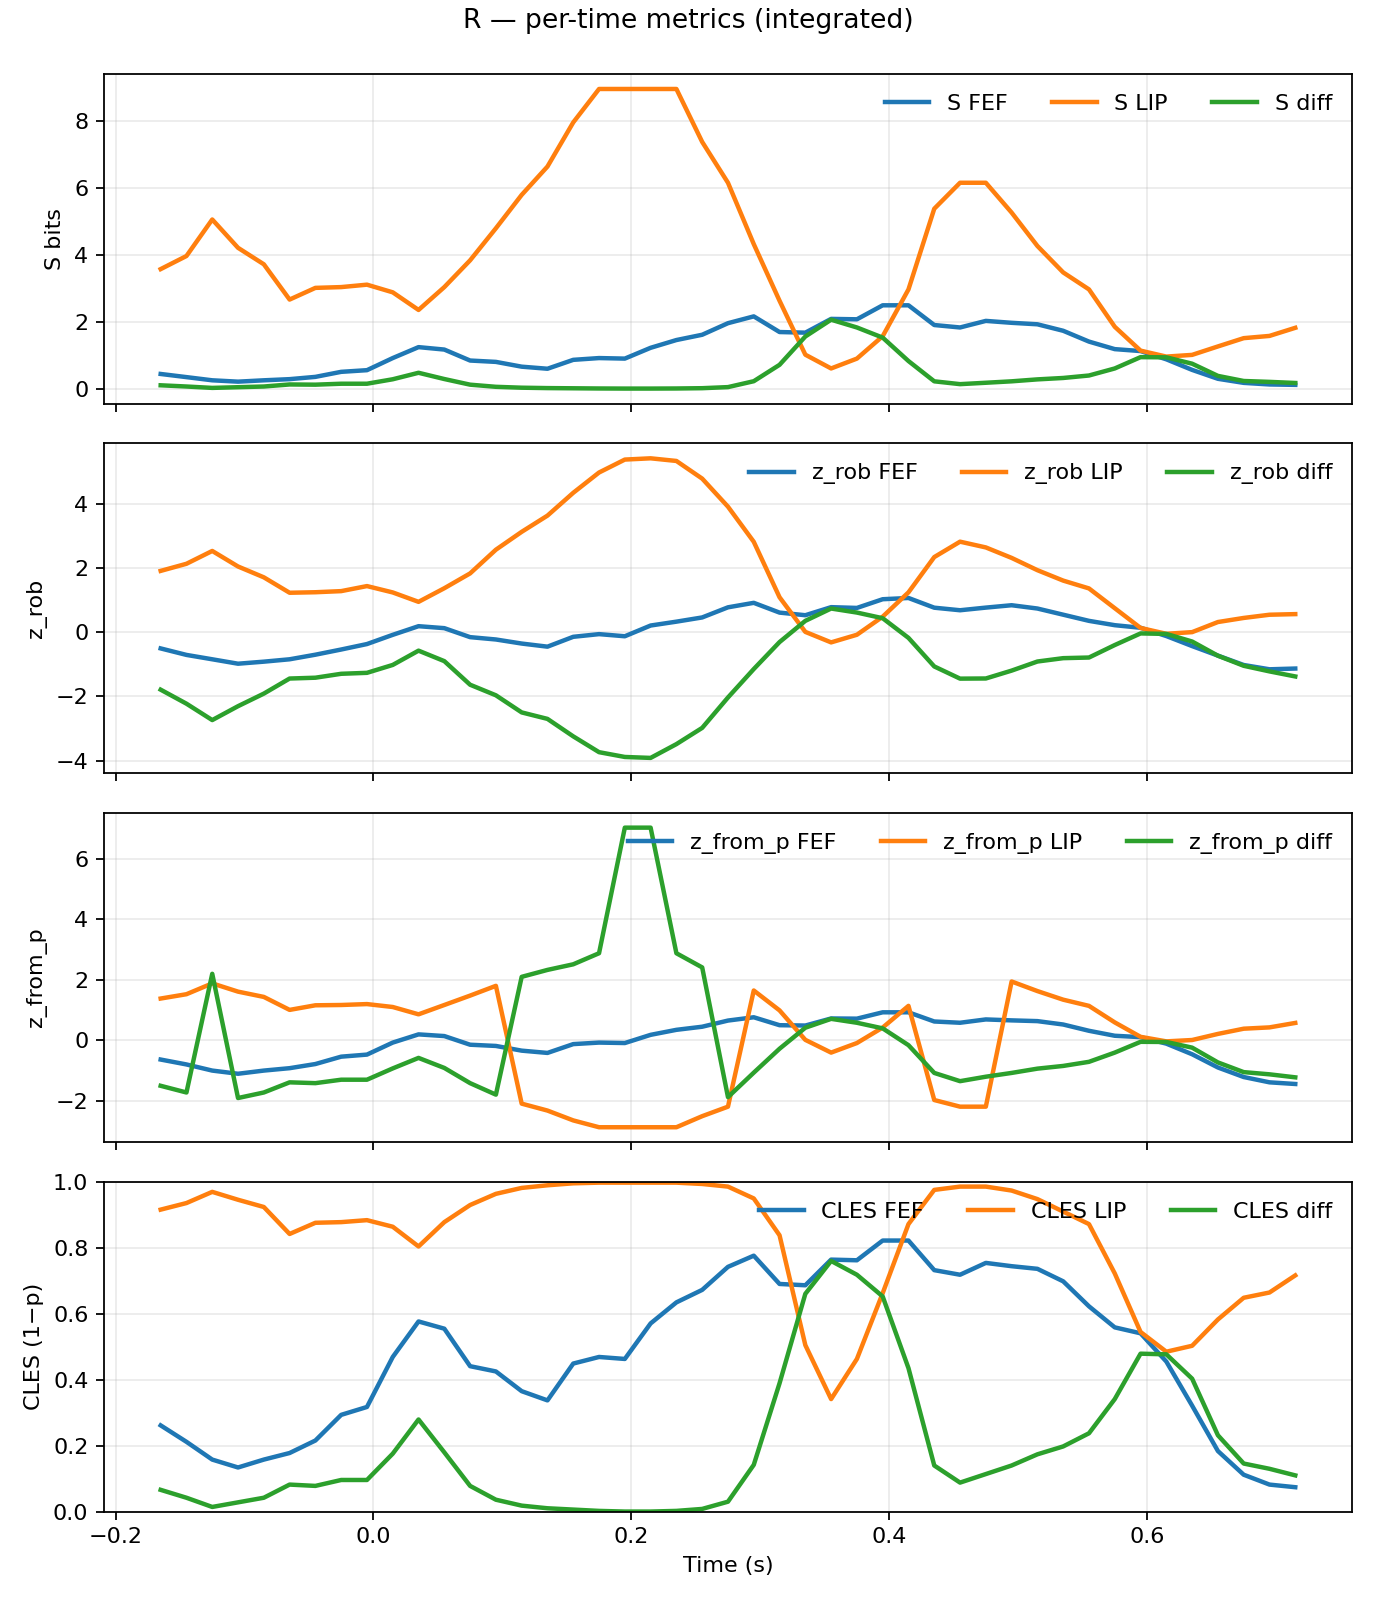 R — per-time metrics (integrated)
S FEF S LIP S diff
8
6
4
2
0
S bits
z_rob FEF z_rob LIP z_rob diff
4
2
0
−2
−4
z_rob
z_from_p FEF z_from_p LIP z_from_p diff
6
4
2
0
−2
z_from_p
CLES FEF CLES LIP CLES diff
1.0
0.8
0.6
0.4
0.2
0.0
CLES (1−p)
−0.2 0.0 0.2 0.4 0.6
Time (s)